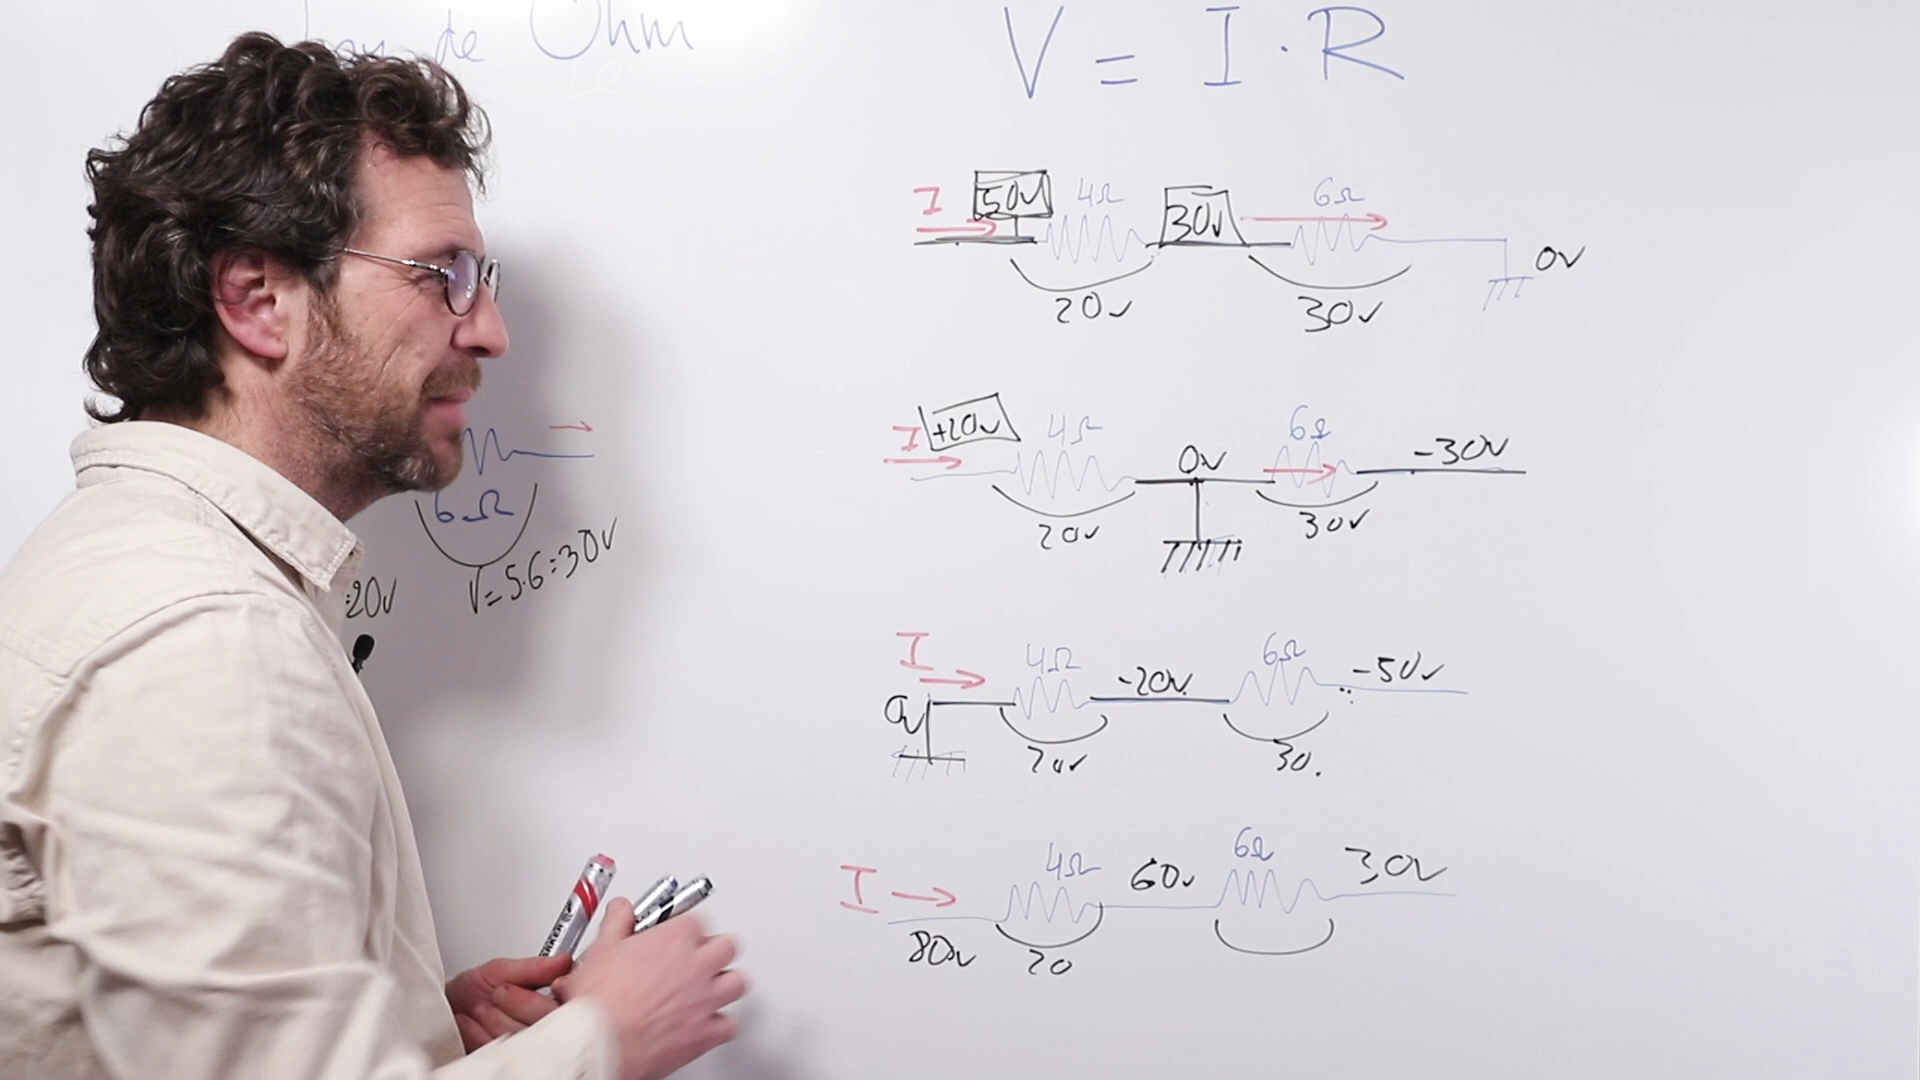 de Ohm
V = I · R
I 50v 4Ω 30v 6Ω
0v
20v 30v
I +20v 4Ω 0v 6Ω -30v
20v 30v
6Ω
V=5·6=30v
=20v
I 4Ω -20v 6Ω -50v
0v
20v 30.
I 4Ω 60v 6Ω 30v
80v 20